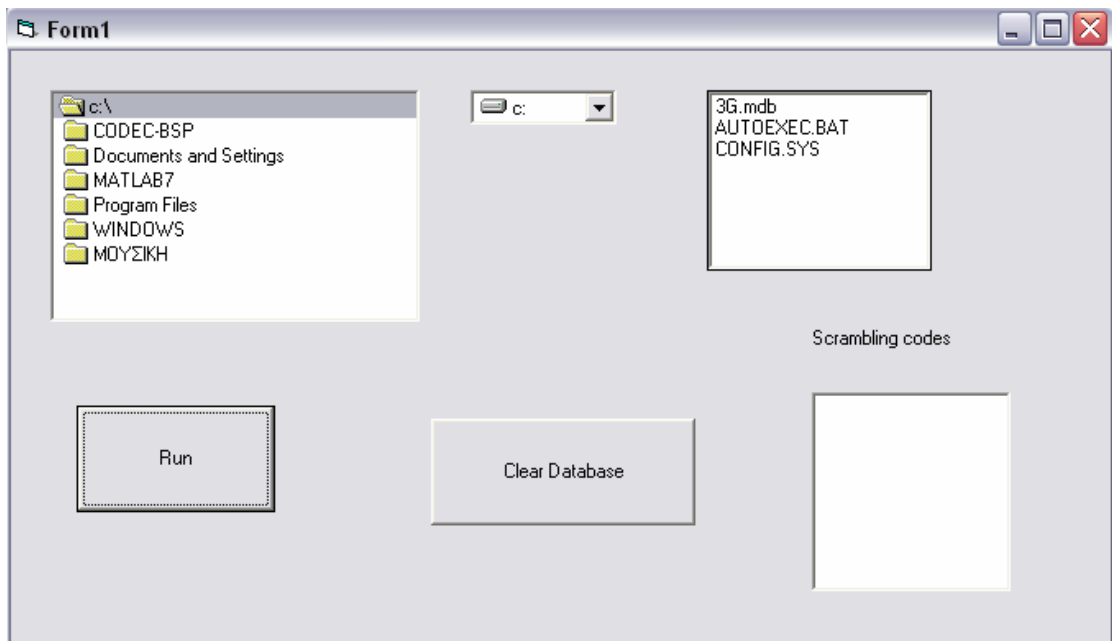 Form1
c:\
CODEC-BSP
Documents and Settings
MATLAB7
Program Files
WINDOWS
ΜΟΥΣΙΚΗ
c:
3G.mdb
AUTOEXEC.BAT
CONFIG.SYS
Scrambling codes
Run
Clear Database